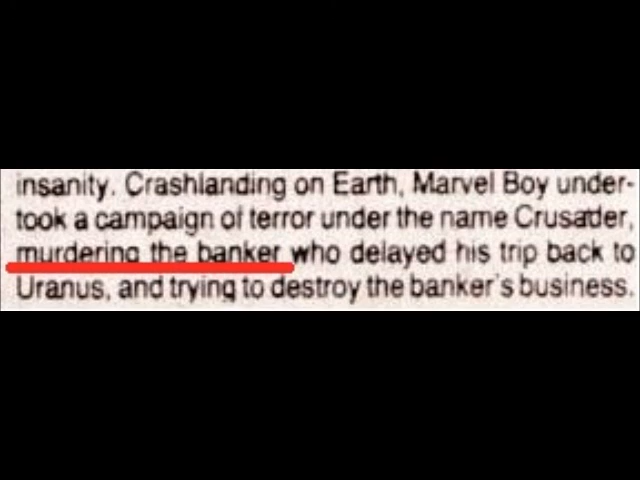 insanity. Crashlanding on Earth, Marvel Boy under-
took a campaign of terror under the name Crusader,
murdering the banker who delayed his trip back to
Uranus, and trying to destroy the banker's business.